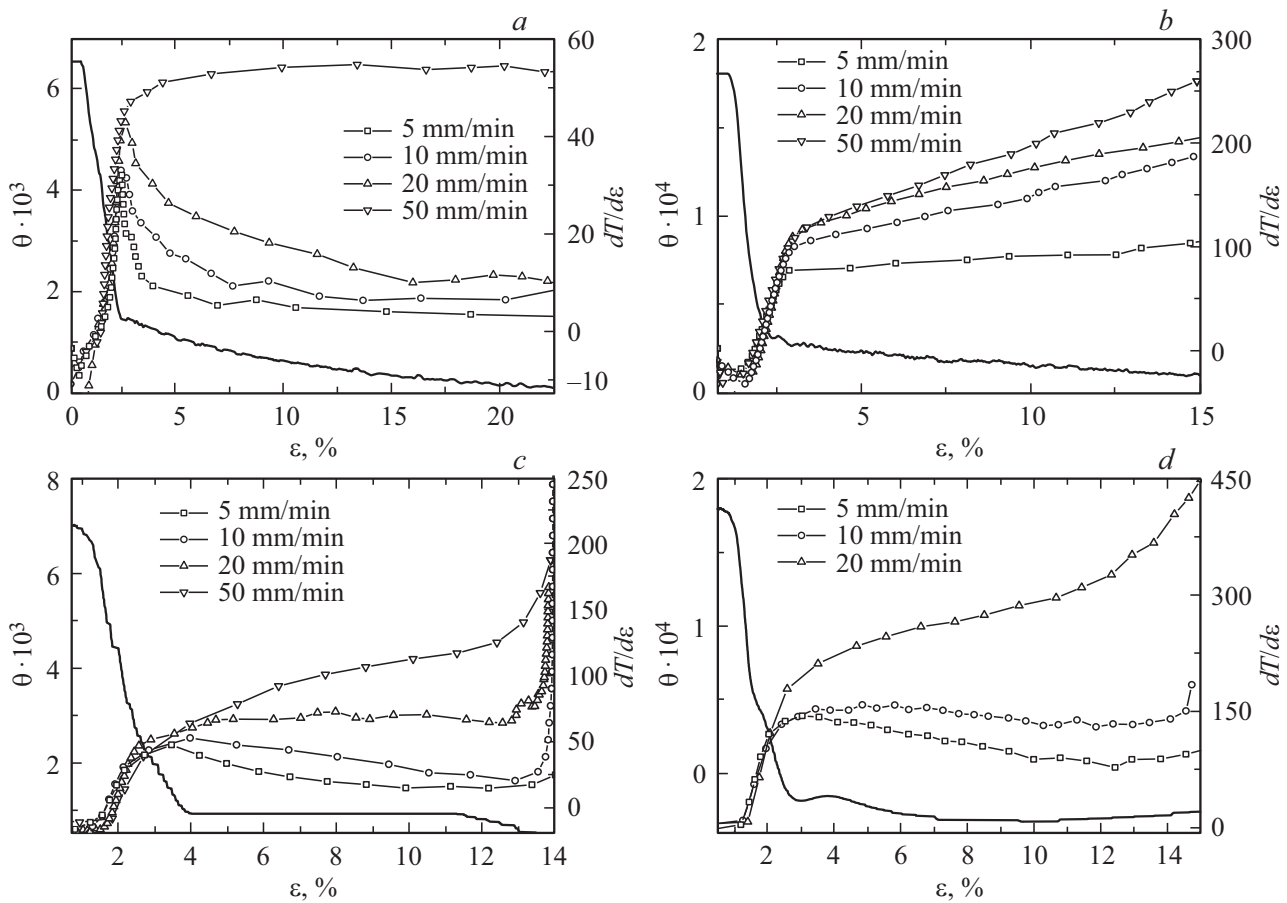 a
6
4
2
0
θ · 10³
60
40
20
0
−10
dT/dε
5 mm/min
10 mm/min
20 mm/min
50 mm/min
0 5 10 15 20
ε, %
b
2
1
0
0
θ · 10⁴
300
200
100
0
dT/dε
5 mm/min
10 mm/min
20 mm/min
50 mm/min
5 10 15
ε, %
c
8
6
4
2
θ · 10³
250
200
150
100
50
0
dT/dε
5 mm/min
10 mm/min
20 mm/min
50 mm/min
2 4 6 8 10 12 14
ε, %
d
2
2
1
0
θ · 10⁴
450
300
150
0
dT/dε
5 mm/min
10 mm/min
20 mm/min
2 4 6 8 10 12 14
ε, %